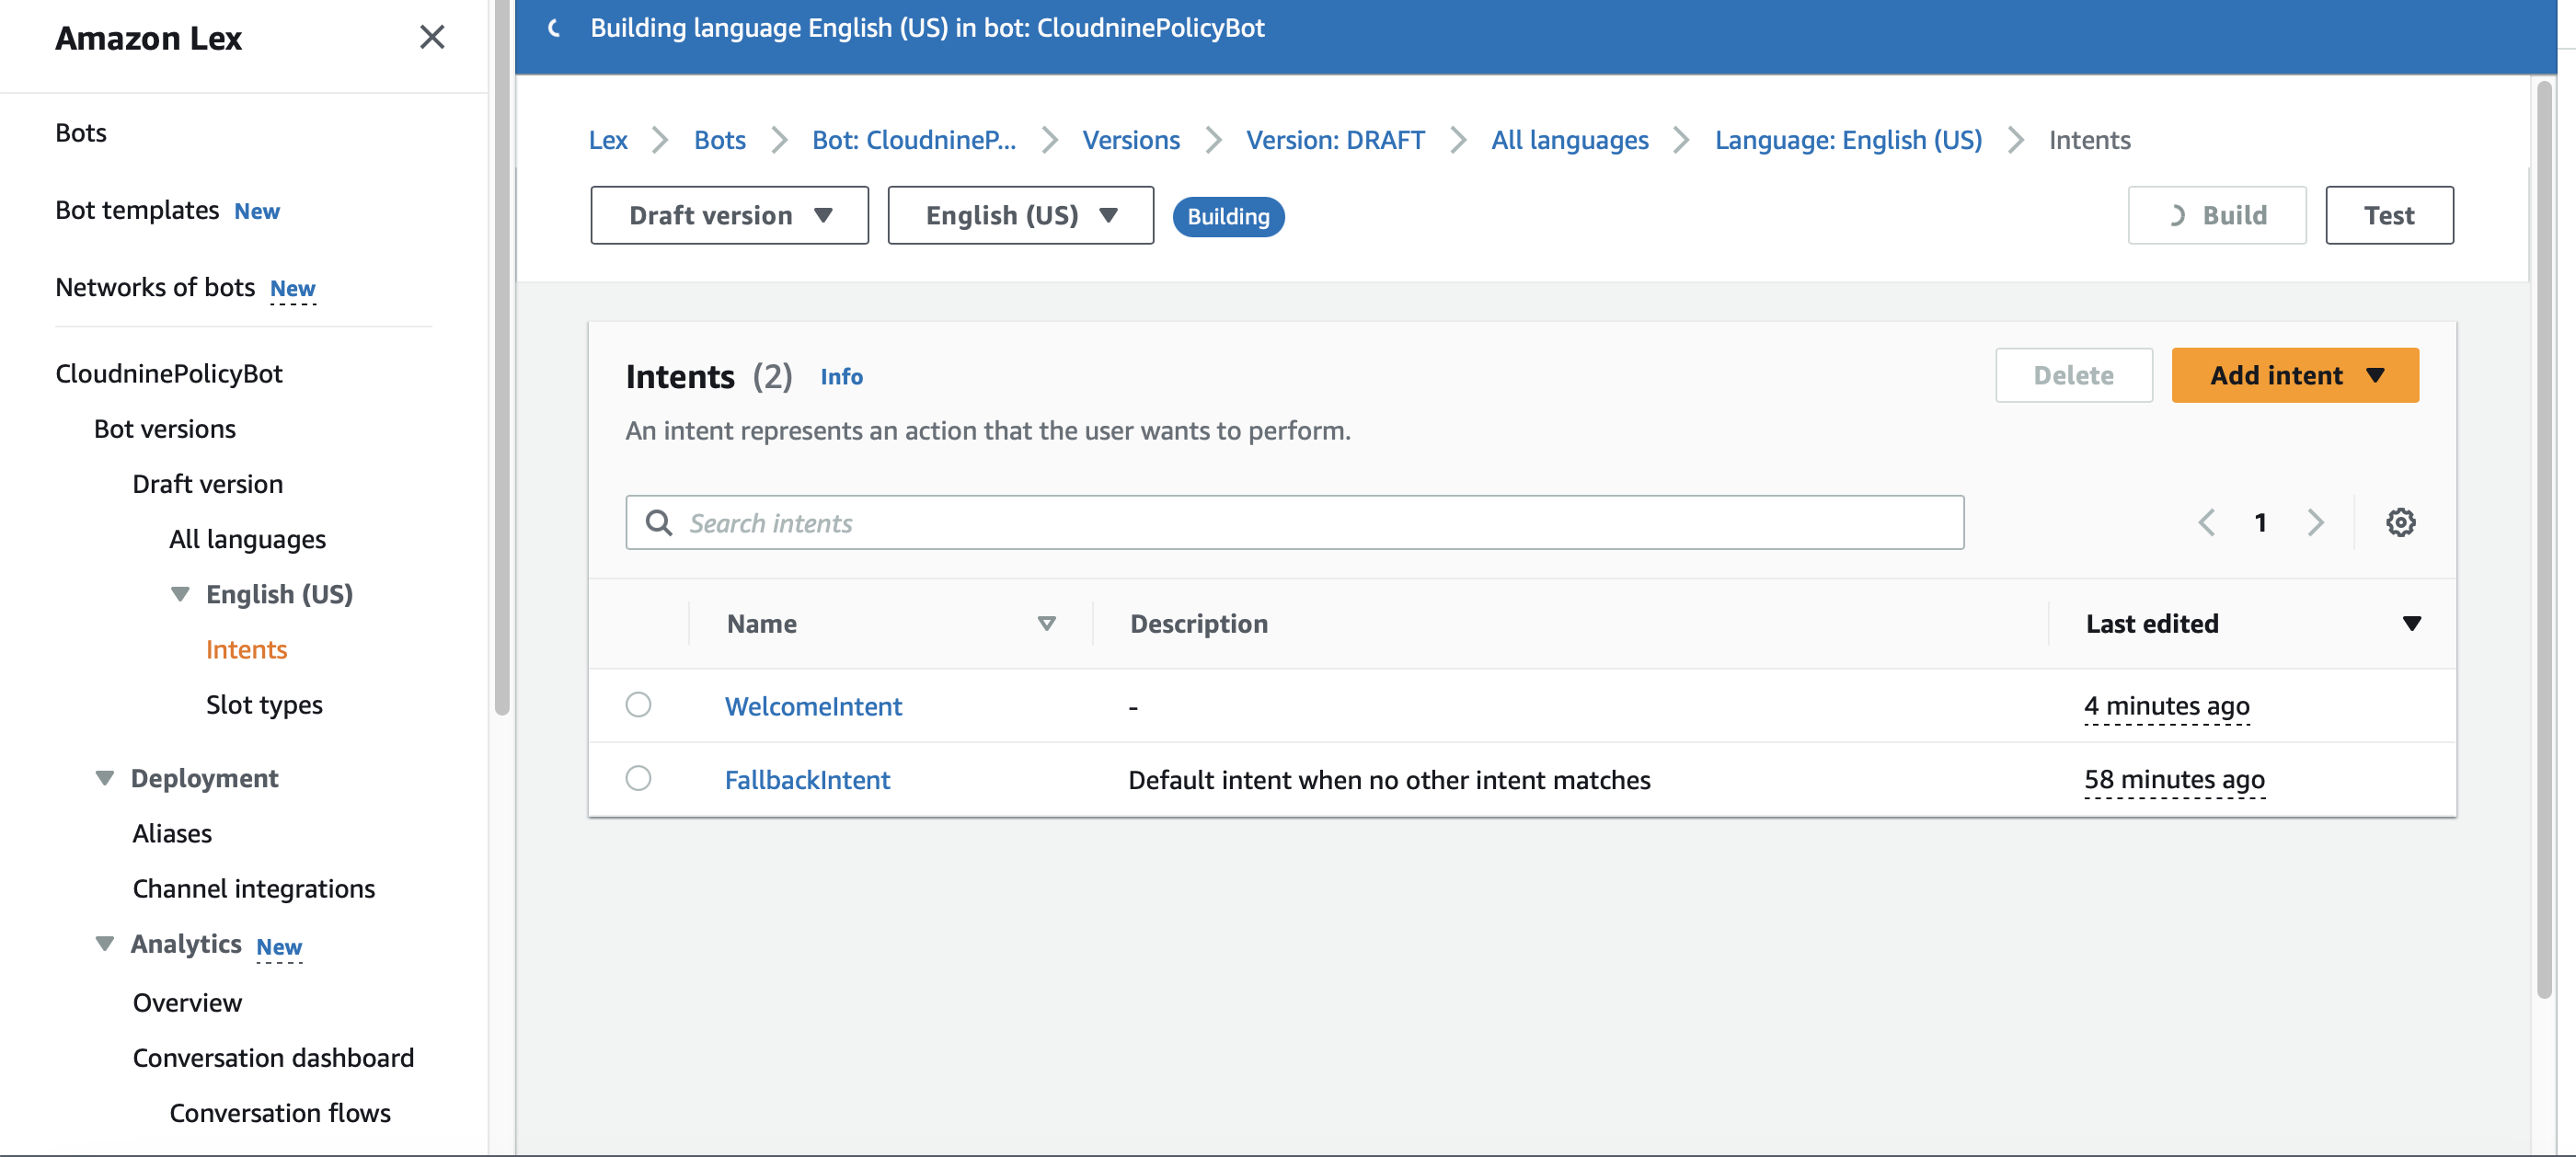 Amazon Lex
Bots
Bot templates New
Networks of bots New
CloudninePolicyBot
Bot versions
Draft version
All languages
English (US)
Intents
Slot types
Deployment
Aliases
Channel integrations
Analytics New
Overview
Conversation dashboard
Conversation flows
Building language English (US) in bot: CloudninePolicyBot
Lex Bots Bot: CloudnineP... Versions Version: DRAFT All languages Language: English (US) Intents
Draft version English (US) Building Build Test
Intents (2) Info Delete Add intent
An intent represents an action that the user wants to perform.
Search intents 1
Name Description Last edited
WelcomeIntent - 4 minutes ago
FallbackIntent Default intent when no other intent matches 58 minutes ago